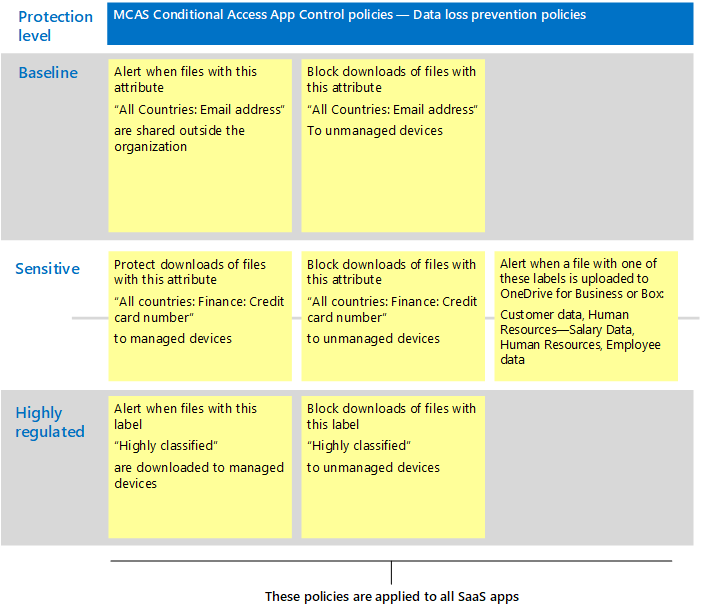 Protection
level
MCAS Conditional Access App Control policies — Data loss prevention policies
Baseline
Alert when files with this
attribute
“All Countries: Email address”
are shared outside the
organization
Block downloads of files with
this attribute
“All Countries: Email address”
To unmanaged devices
Sensitive
Protect downloads of files
with this attribute
“All countries: Finance: Credit
card number”
to managed devices
Block downloads of files with
this attribute
“All countries: Finance: Credit
card number”
to unmanaged devices
Alert when a file with one of
these labels is uploaded to
OneDrive for Business or Box:
Customer data, Human
Resources—Salary Data,
Human Resources, Employee
data
Highly
regulated
Alert when files with this
label
“Highly classified”
are downloaded to managed
devices
Block downloads of files with
this label
“Highly classified”
to unmanaged devices
These policies are applied to all SaaS apps